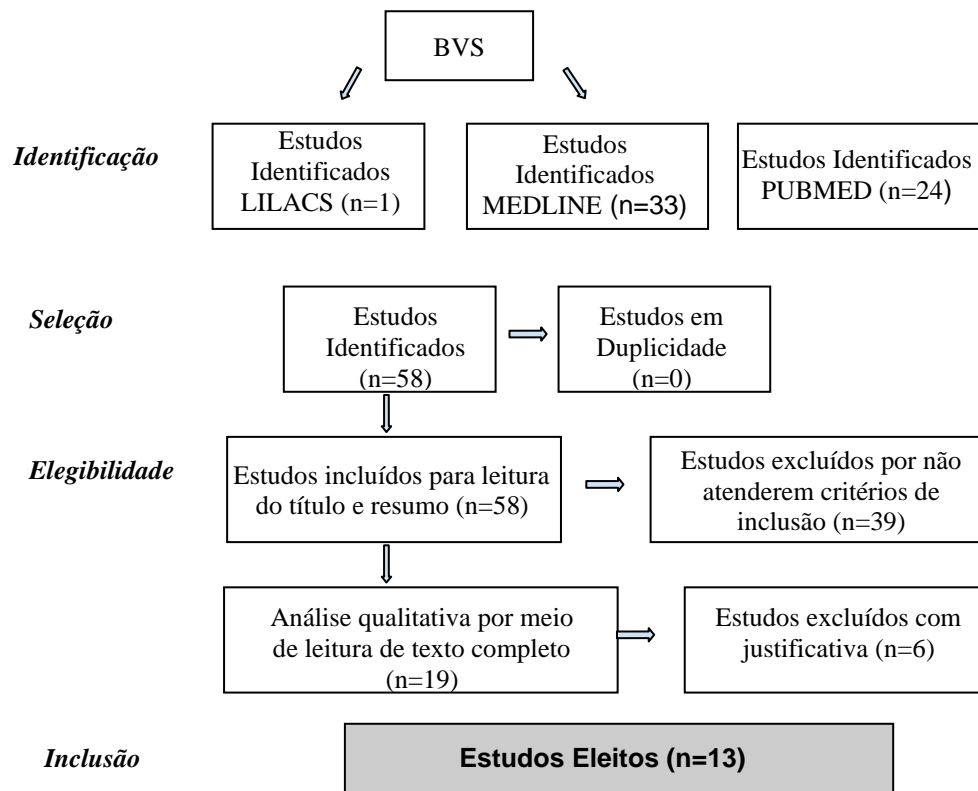 BVS
Identificação
Estudos
Identificados
LILACS (n=1)
Estudos
Identificados
MEDLINE (n=33)
Estudos Identificados
PUBMED (n=24)
Seleção
Estudos
Identificados
(n=58)
Estudos em
Duplicidade
(n=0)
Elegibilidade
Estudos incluídos para leitura
do título e resumo (n=58)
Estudos excluídos por não
atenderem critérios de
inclusão (n=39)
Análise qualitativa por meio
de leitura de texto completo
(n=19)
Estudos excluídos com
justificativa (n=6)
Inclusão
Estudos Eleitos (n=13)